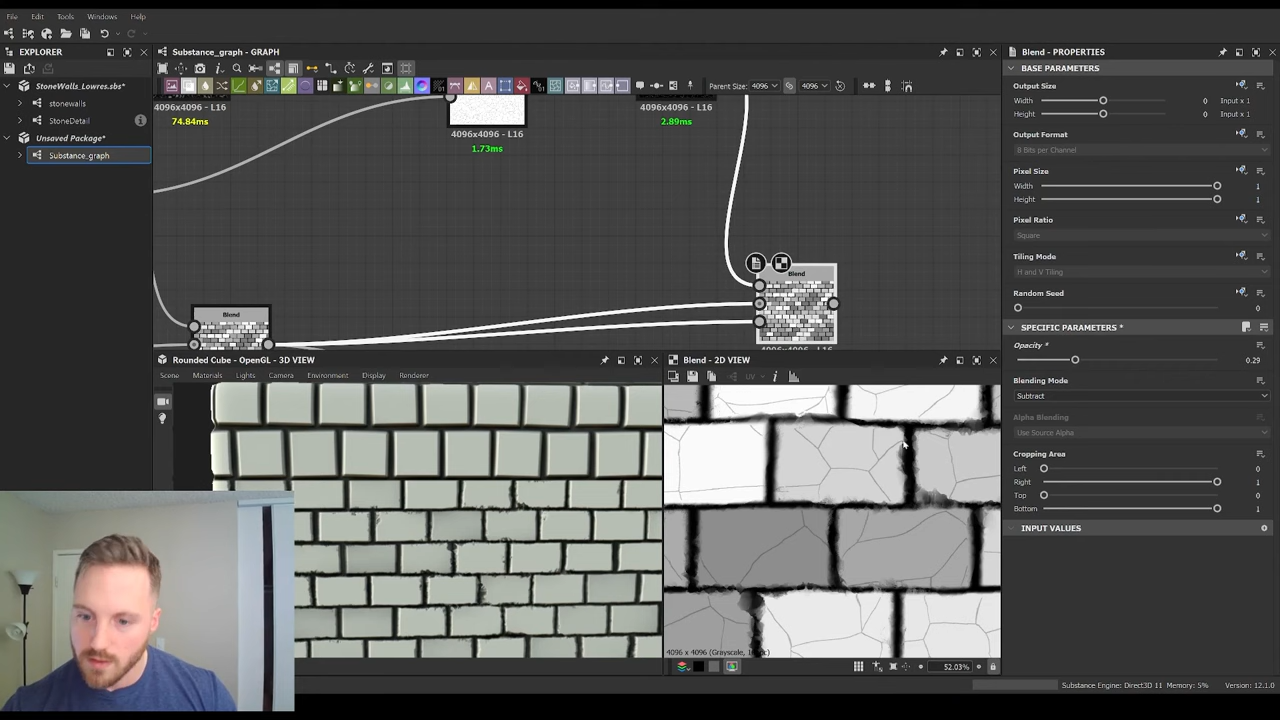 File Edit Tools Windows Help
EXPLORER
StoneWalls_Lowres.sbs*
stonewalls
StoneDetail
Unsaved Package*
Substance_graph
Substance_graph - GRAPH
Parent Size: 4096 4096
4096x4096 - L16
74.84ms
4096x4096 - L16
1.73ms
4096x4096 - L16
2.89ms
Blend
Blend
Rounded Cube - OpenGL - 3D VIEW
Scene Materials Lights Camera Environment Display Renderer
Blend - 2D VIEW
UV
4096 x 4096 (Grayscale,
52.03%
Blend - PROPERTIES
BASE PARAMETERS
Output Size
Width 0 Input x 1
Height 0 Input x 1
Output Format
8 Bits per Channel
Pixel Size
Width 1
Height 1
Pixel Ratio
Square
Tiling Mode
H and V Tiling
Random Seed
0
SPECIFIC PARAMETERS *
Opacity *
0.29
Blending Mode
Subtract
Alpha Blending
Use Source Alpha
Cropping Area
Left 0
Right 1
Top 0
Bottom 1
INPUT VALUES
Substance Engine: Direct3D 11 Memory: 5% Version: 12.1.0